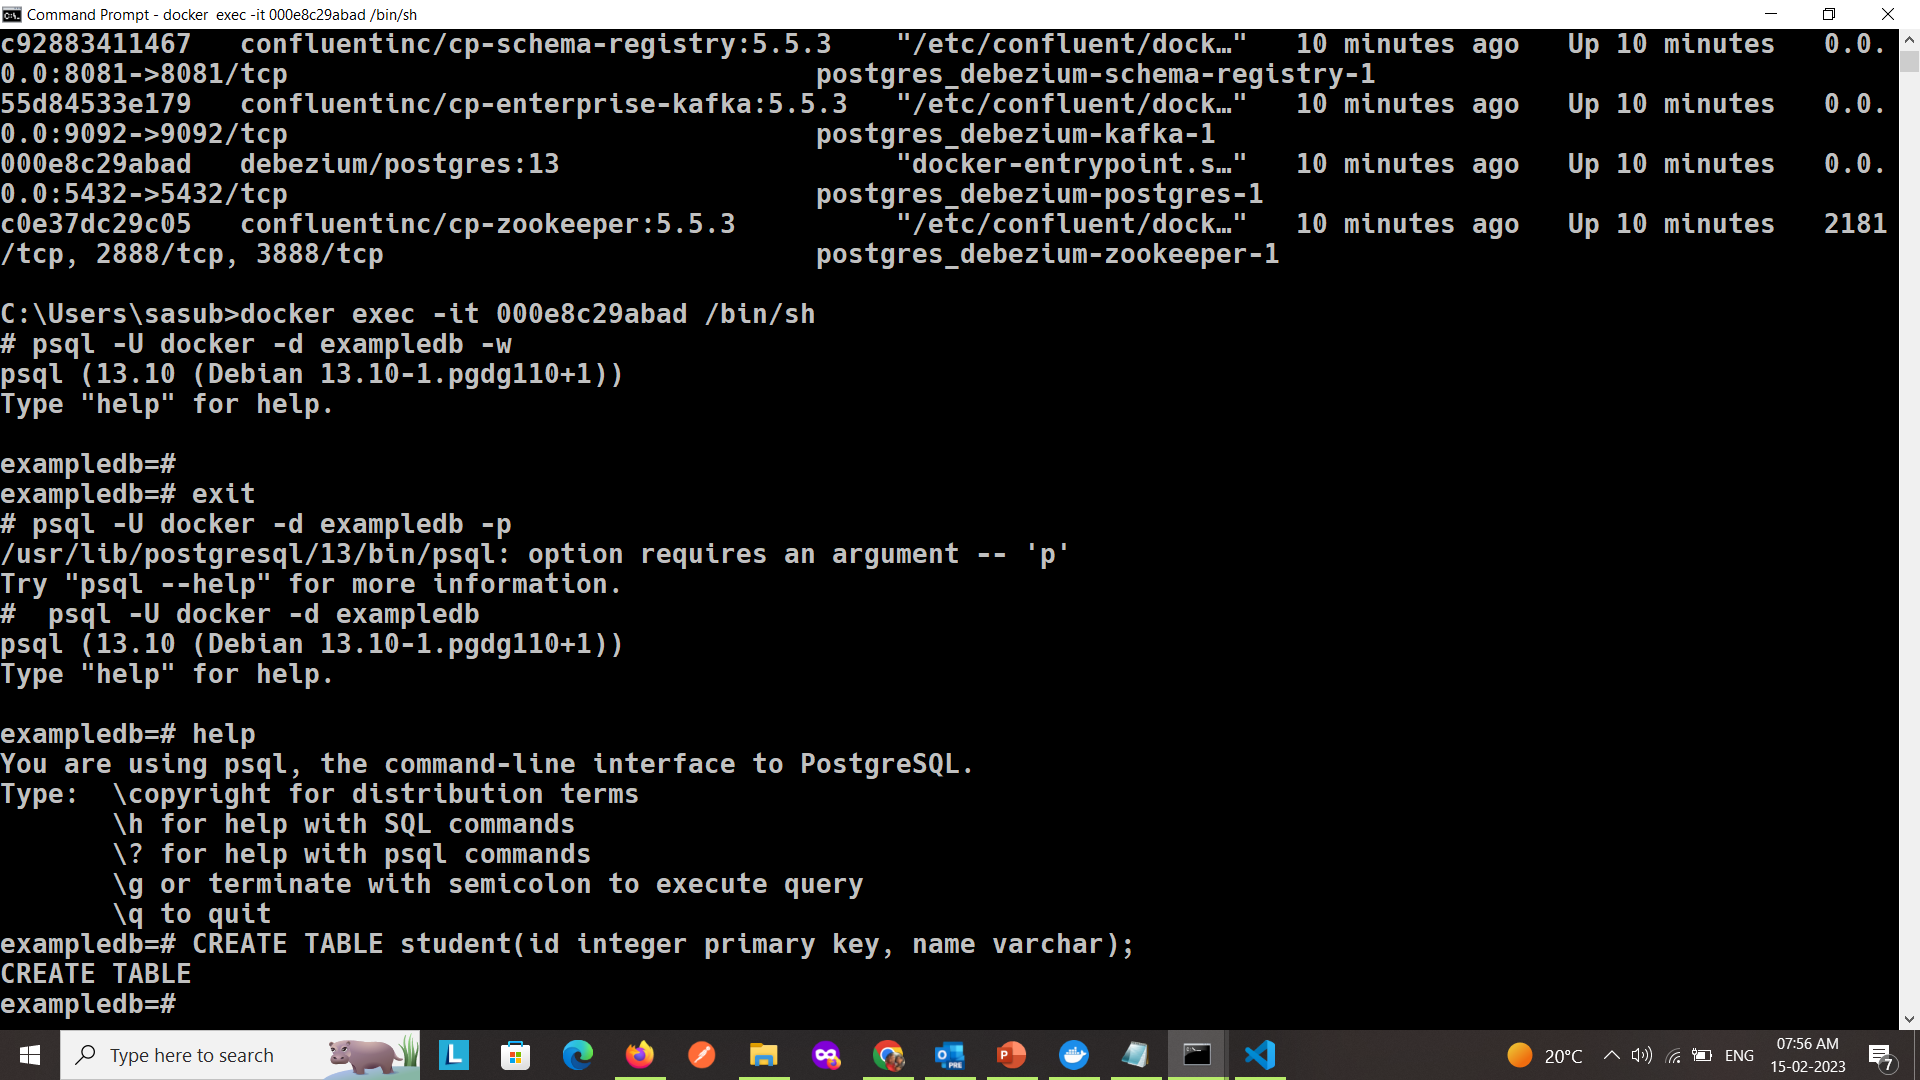 Command Prompt - docker  exec -it 000e8c29abad /bin/sh
c92883411467   confluentinc/cp-schema-registry:5.5.3    "/etc/confluent/dock…"   10 minutes ago   Up 10 minutes   0.0.
0.0:8081->8081/tcp                                 postgres_debezium-schema-registry-1
55d84533e179   confluentinc/cp-enterprise-kafka:5.5.3   "/etc/confluent/dock…"   10 minutes ago   Up 10 minutes   0.0.
0.0:9092->9092/tcp                                 postgres_debezium-kafka-1
000e8c29abad   debezium/postgres:13                     "docker-entrypoint.s…"   10 minutes ago   Up 10 minutes   0.0.
0.0:5432->5432/tcp                                 postgres_debezium-postgres-1
c0e37dc29c05   confluentinc/cp-zookeeper:5.5.3          "/etc/confluent/dock…"   10 minutes ago   Up 10 minutes   2181
/tcp, 2888/tcp, 3888/tcp                           postgres_debezium-zookeeper-1
C:\Users\sasub>docker exec -it 000e8c29abad /bin/sh
# psql -U docker -d exampledb -w
psql (13.10 (Debian 13.10-1.pgdg110+1))
Type "help" for help.
exampledb=#
exampledb=# exit
# psql -U docker -d exampledb -p
/usr/lib/postgresql/13/bin/psql: option requires an argument -- 'p'
Try "psql --help" for more information.
#  psql -U docker -d exampledb
psql (13.10 (Debian 13.10-1.pgdg110+1))
Type "help" for help.
exampledb=# help
You are using psql, the command-line interface to PostgreSQL.
Type:  \copyright for distribution terms
       \h for help with SQL commands
       \? for help with psql commands
       \g or terminate with semicolon to execute query
       \q to quit
exampledb=# CREATE TABLE student(id integer primary key, name varchar);
CREATE TABLE
exampledb=#
Type here to search
L
O
PRE
P
20°C
ENG
07:56 AM
15-02-2023
7